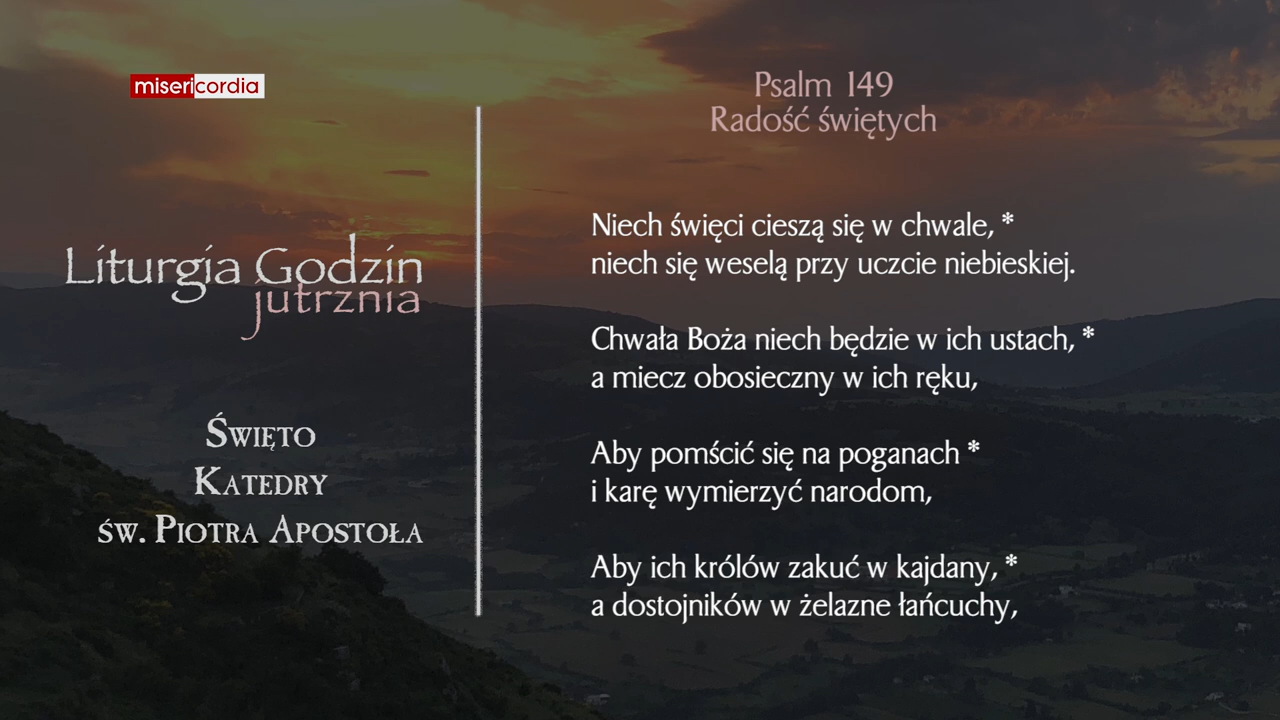 misericordia
Liturgia Godzin
jutrznia
Święto
Katedry
św. Piotra Apostoła
Psalm 149
Radość świętych
Niech święci cieszą się w chwale, *
niech się weselą przy uczcie niebieskiej.
Chwała Boża niech będzie w ich ustach, *
a miecz obosieczny w ich ręku,
Aby pomścić się na poganach *
i karę wymierzyć narodom,
Aby ich królów zakuć w kajdany, *
a dostojników w żelazne łańcuchy,